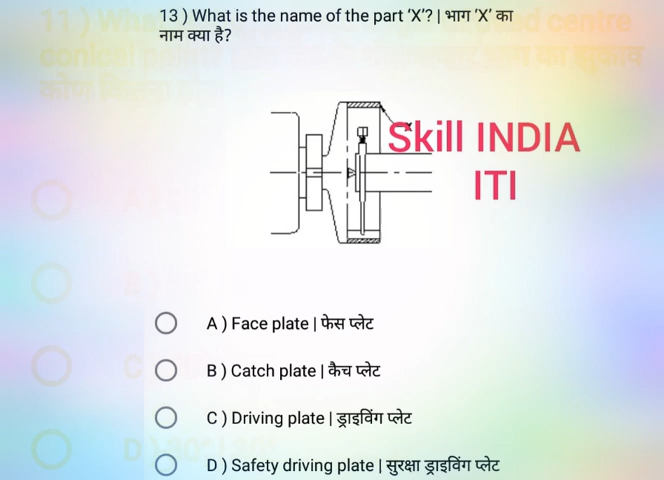 13 ) What is the name of the part ‘X’? | भाग ‘X’ का
नाम क्या है?
Skill INDIA
ITI
A ) Face plate | फेस प्लेट
B ) Catch plate | कैच प्लेट
C ) Driving plate | ड्राइविंग प्लेट
D ) Safety driving plate | सुरक्षा ड्राइविंग प्लेट